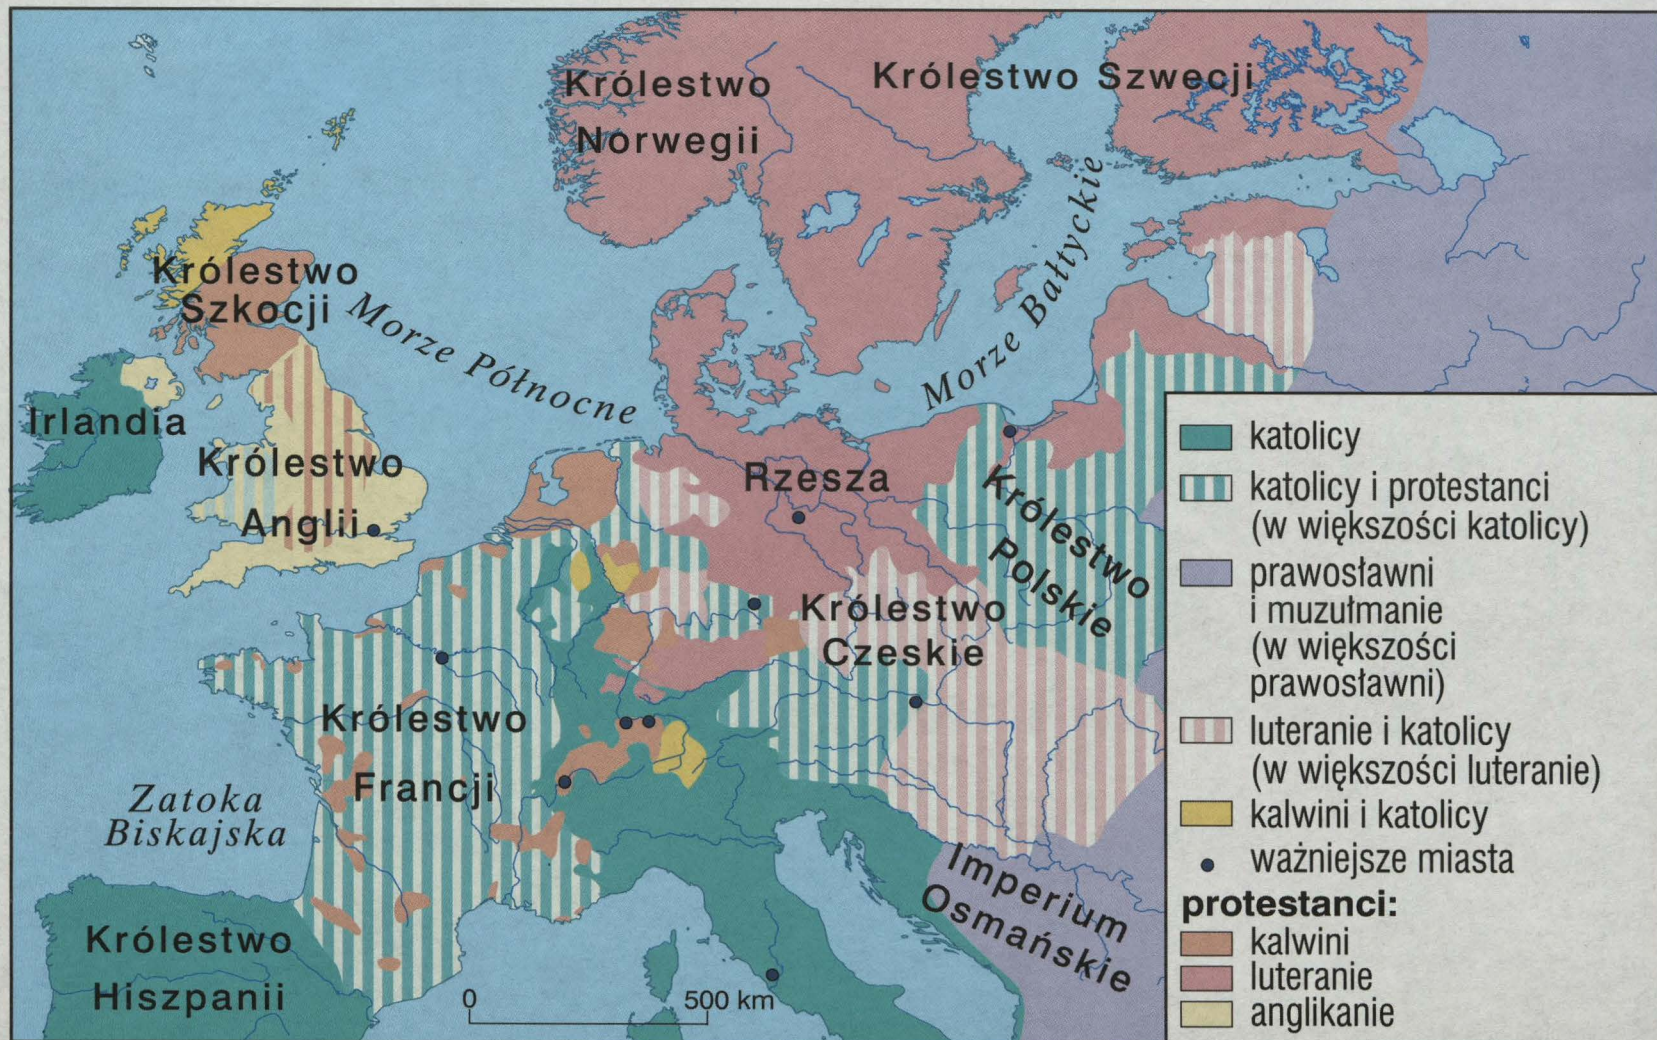 Królestwo
Norwegii
Królestwo Szwecji
Królestwo
Szkocji
Morze Północne
Morze Bałtyckie
Irlandia
Królestwo
Anglii
Rzesza
Królestwo
Polskie
Królestwo
Czeskie
Królestwo
Francji
Zatoka
Biskajska
Imperium
Osmańskie
Królestwo
Hiszpanii
0 500 km
katolicy
katolicy i protestanci
(w większości katolicy)
prawosławni
i muzułmanie
(w większości
prawosławni)
luteranie i katolicy
(w większości luteranie)
kalwini i katolicy
ważniejsze miasta
protestanci:
kalwini
luteranie
anglikanie